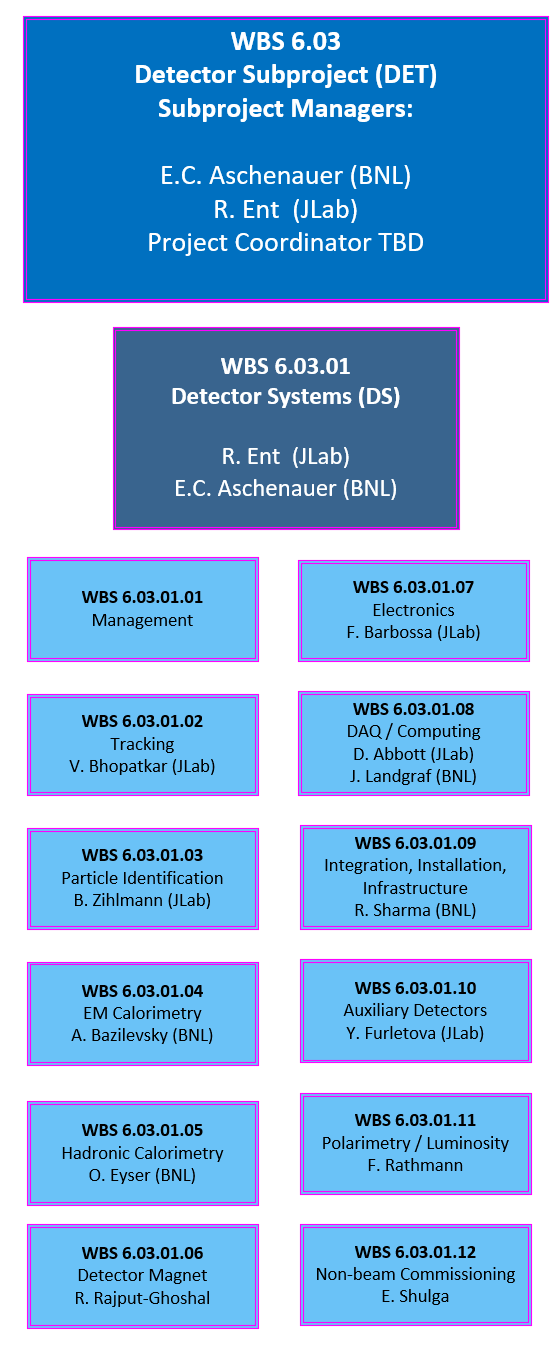 WBS 6.03
Detector Subproject (DET)
Subproject Managers:
E.C. Aschenauer (BNL)
R. Ent (JLab)
Project Coordinator TBD
WBS 6.03.01
Detector Systems (DS)
R. Ent (JLab)
E.C. Aschenauer (BNL)
WBS 6.03.01.01
Management
WBS 6.03.01.02
Tracking
V. Bhopatkar (JLab)
WBS 6.03.01.03
Particle Identification
B. Zihlmann (JLab)
WBS 6.03.01.04
EM Calorimetry
A. Bazilevsky (BNL)
WBS 6.03.01.05
Hadronic Calorimetry
O. Eyser (BNL)
WBS 6.03.01.06
Detector Magnet
R. Rajput-Ghoshal
WBS 6.03.01.07
Electronics
F. Barbossa (JLab)
WBS 6.03.01.08
DAQ / Computing
D. Abbott (JLab)
J. Landgraf (BNL)
WBS 6.03.01.09
Integration, Installation,
Infrastructure
R. Sharma (BNL)
WBS 6.03.01.10
Auxiliary Detectors
Y. Furletova (JLab)
WBS 6.03.01.11
Polarimetry / Luminosity
F. Rathmann
WBS 6.03.01.12
Non-beam Commissioning
E. Shulga